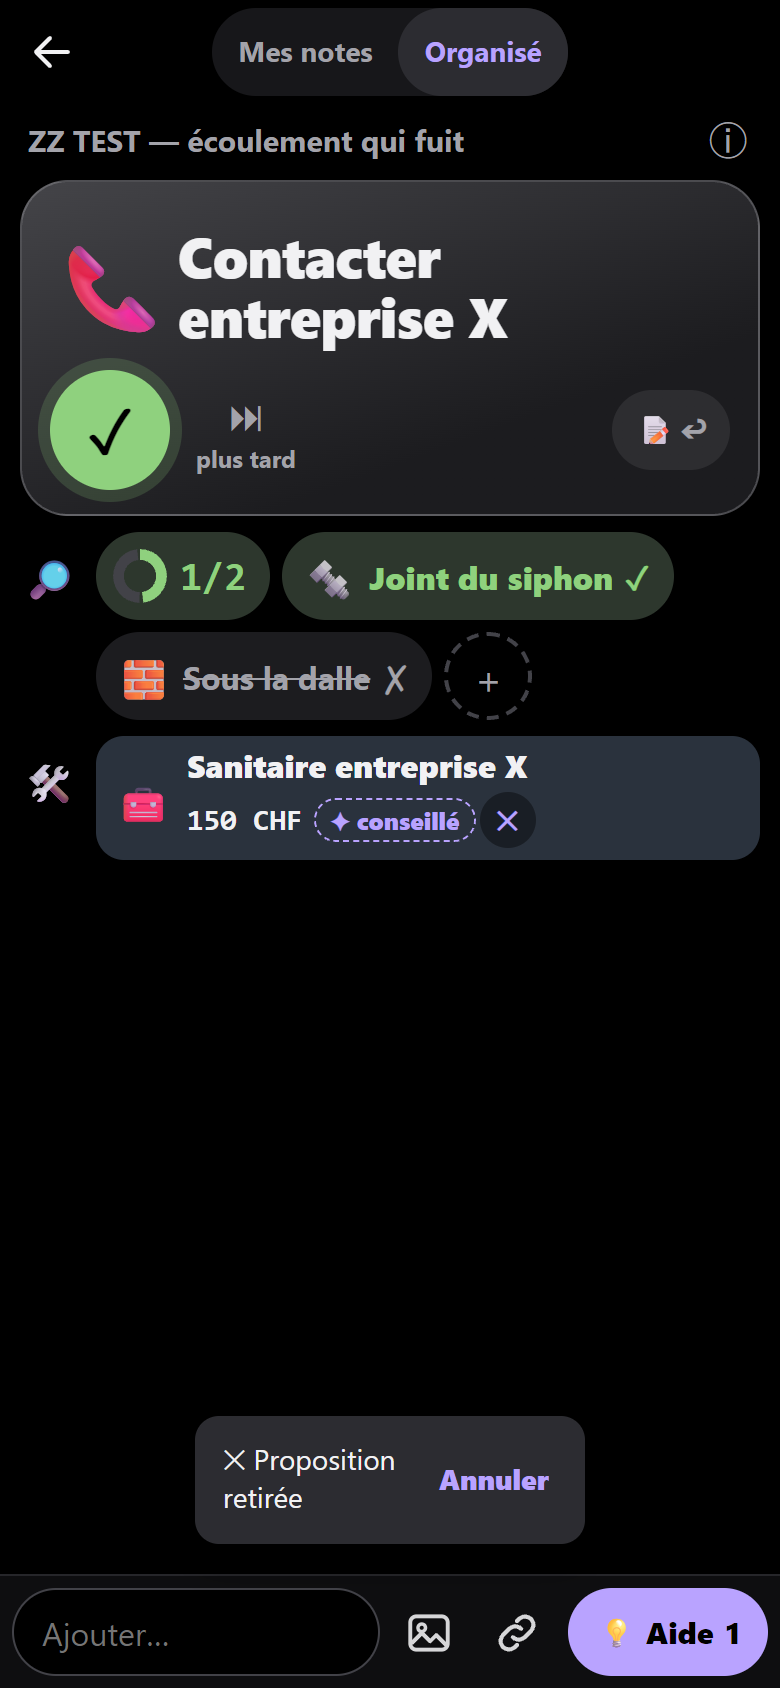 Mes notes
Organisé
ZZ TEST — écoulement qui fuit
Contacter
entreprise X
plus tard
1/2
Joint du siphon ✓
Sous la dalle ✗
+
Sanitaire entreprise X
150 CHF ✦ conseillé ✕
✕ Proposition
retirée
Annuler
Ajouter...
Aide 1